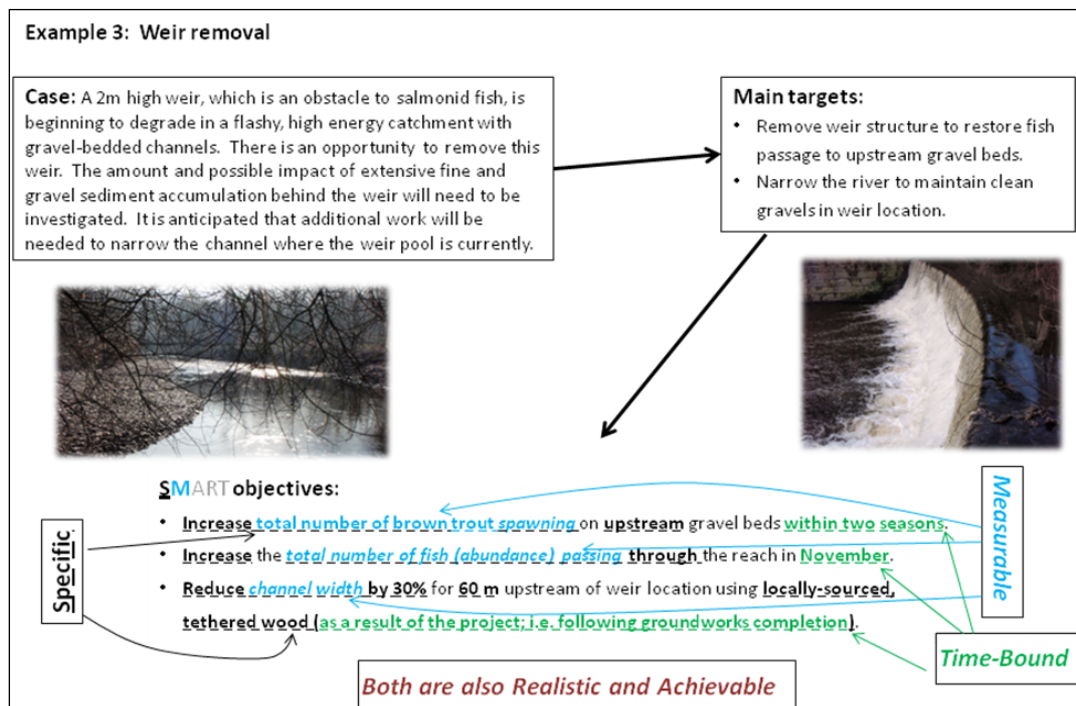 Example 3: Weir removal
Case: A 2m high weir, which is an obstacle to salmonid fish, is
beginning to degrade in a flashy, high energy catchment with
gravel-bedded channels. There is an opportunity to remove this
weir. The amount and possible impact of extensive fine and
gravel sediment accumulation behind the weir will need to be
investigated. It is anticipated that additional work will be
needed to narrow the channel where the weir pool is currently.
Main targets:
• Remove weir structure to restore fish
passage to upstream gravel beds.
• Narrow the river to maintain clean
gravels in weir location.
SMART objectives:
• Increase total number of brown trout spawning on upstream gravel beds within two seasons.
• Increase the total number of fish (abundance) passing through the reach in November.
• Reduce channel width by 30% for 60 m upstream of weir location using locally-sourced,
tethered wood (as a result of the project; i.e. following groundworks completion).
Specific
Measurable
Time-Bound
Both are also Realistic and Achievable